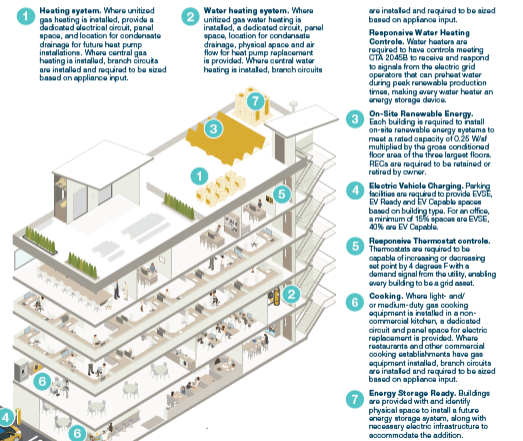 1 Heating system. Where unitized
gas heating is installed, provide a
dedicated electrical circuit, panel
space, and location for condensate
drainage for future heat pump
installations. Where central gas
heating is installed, branch circuits
are installed and required to be sized
based on appliance input.
2 Water heating system. Where
unitized gas water heating is
installed, a dedicated circuit, panel
space, location for condensate
drainage, physical space and air
flow for heat pump replacement
is provided. Where central water
heating is installed, branch circuits
are installed and required to be sized
based on appliance input.
Responsive Water Heating
Controls. Water heaters are
required to have controls meeting
CTA 2045B to receive and respond
to signals from the electric grid
operators that can preheat water
during peak renewable production
times, making every water heater an
energy storage device.
3 On-Site Renewable Energy.
Each building is required to install
on-site renewable energy systems to
meet a rated capacity of 0.25 W/sf
multiplied by the gross conditioned
floor area of the three largest floors.
RECs are required to be retained or
retired by owner.
4 Electric Vehicle Charging. Parking
facilities are required to provide EVSE,
EV Ready and EV Capable spaces
based on building type. For an office,
a minimum of 15% spaces are EVSE,
40% are EV Capable.
5 Responsive Thermostat controls.
Thermostats are required to be
capable of increasing or decreasing
set point by 4 degrees F with a
demand signal from the utility, enabling
every building to be a grid asset.
6 Cooking. Where light- and/
or medium-duty gas cooking
equipment is installed in a non-
commercial kitchen, a dedicated
circuit and panel space for electric
replacement is provided. Where
restaurants and other commercial
cooking establishments have gas
equipment installed, branch circuits
are installed and required to be sized
based on appliance input.
7 Energy Storage Ready. Buildings
are provided with and identify
physical space to install a future
energy storage system, along with
necessary electric infrastructure to
accommodate the addition.
7
3
1
5
2
6
4
6